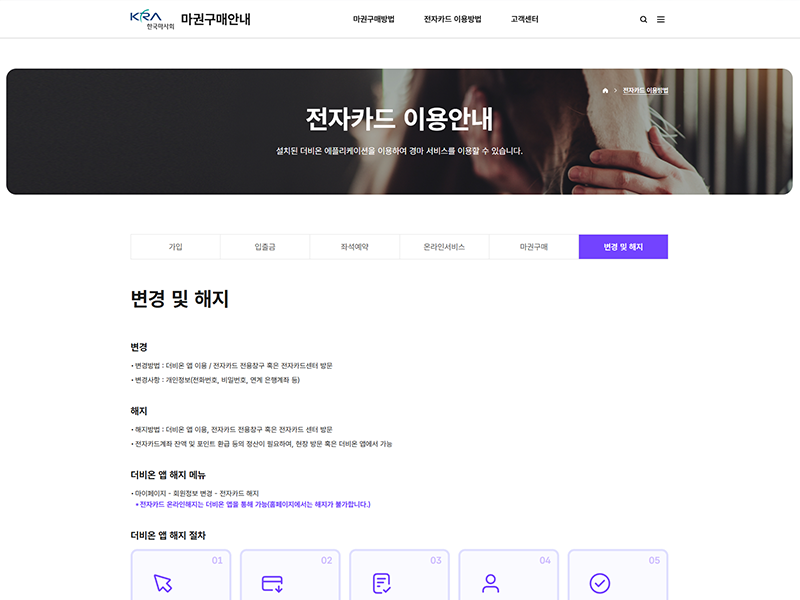 KRA 한국마사회 마권구매안내 마권구매방법 전자카드 이용방법 고객센터
전자카드 이용방법
전자카드 이용안내
설치된 더비온 에플리케이션을 이용하여 경마 서비스를 이용할 수 있습니다.
가입 입출금 좌석예약 온라인서비스 마권구매 변경 및 해지
변경 및 해지
변경
• 변경방법 : 더비온 앱 이용 / 전자카드 전용창구 혹은 전자카드센터 방문
• 변경사항 : 개인정보(전화번호, 비밀번호, 연계 은행계좌 등)
해지
• 해지방법 : 더비온 앱 이용, 전자카드 전용창구 혹은 전자카드 센터 방문
• 전자카드계좌 잔액 및 포인트 환급 등의 정산이 필요하여, 현장 방문 혹은 더비온 앱에서 가능
더비온 앱 해지 메뉴
• 마이페이지 - 회원정보 변경 - 전자카드 해지
* 전자카드 온라인해지는 더비온 앱을 통해 가능(홈페이지에서는 해지가 불가합니다.)
더비온 앱 해지 절차
01 02 03 04 05